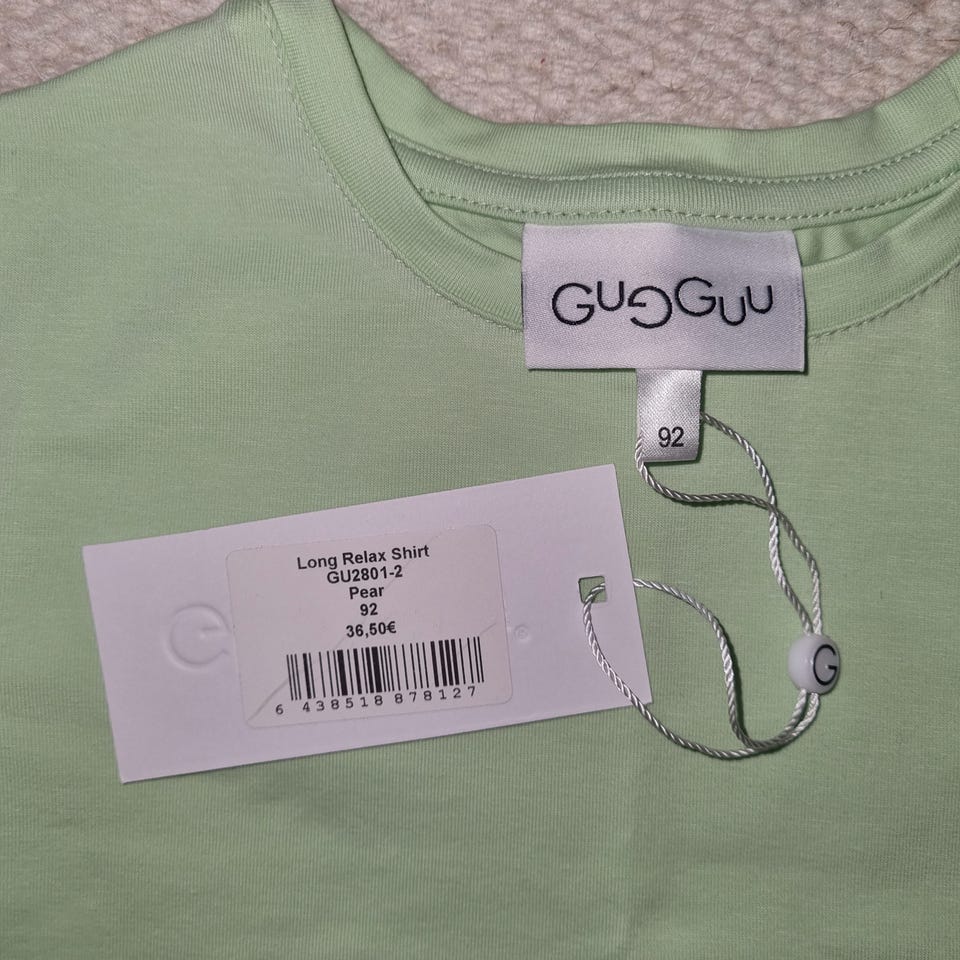 GUGGUU
92
Long Relax Shirt
GU2801-2
Pear
92
36,50€
6 438518 878127
G
G